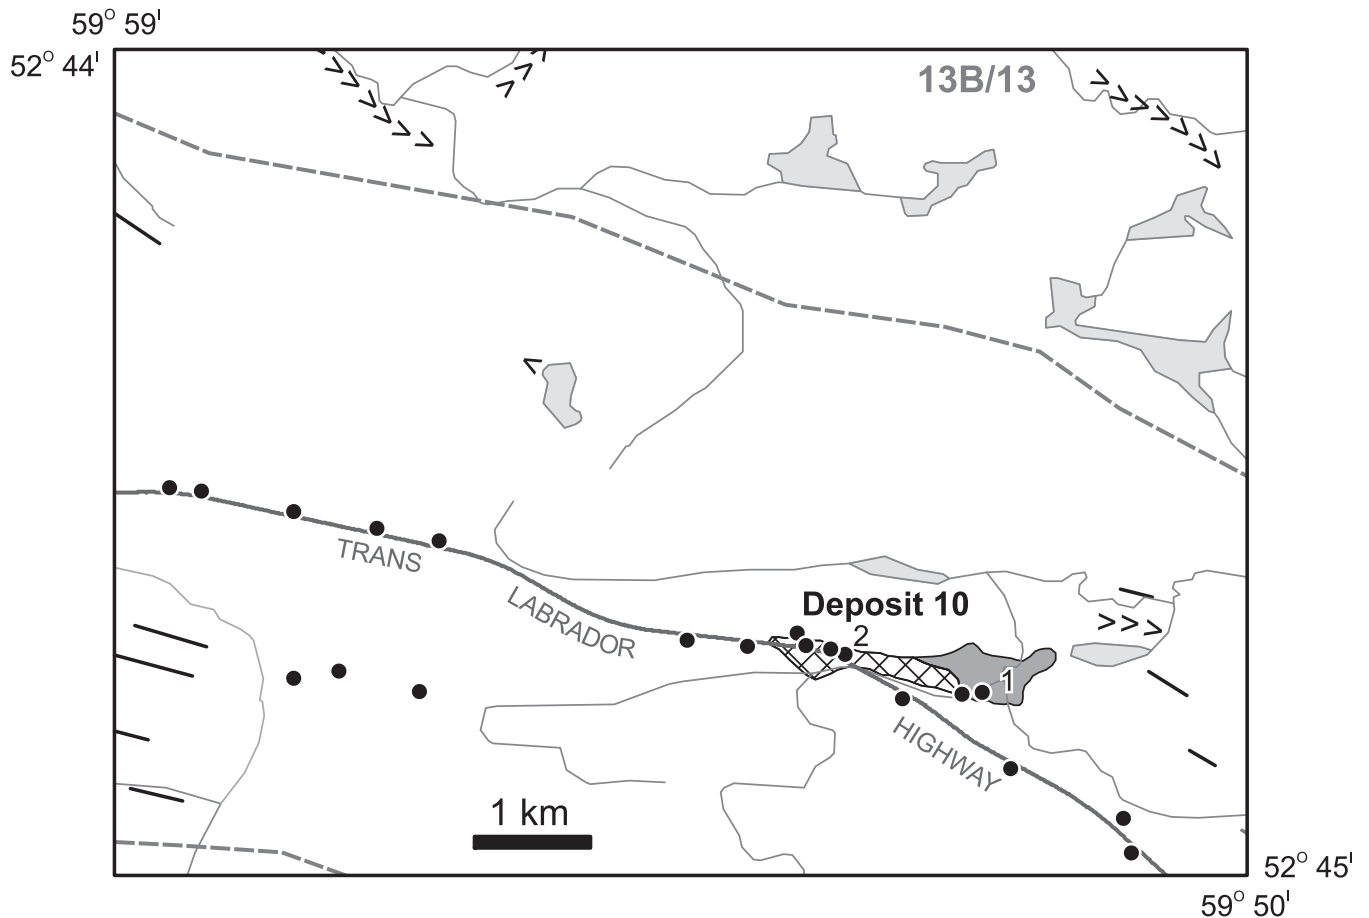 59° 59'
52° 44'
13B/13
TRANS
LABRADOR
Deposit 10
2
1
HIGHWAY
1 km
52° 45'
59° 50'